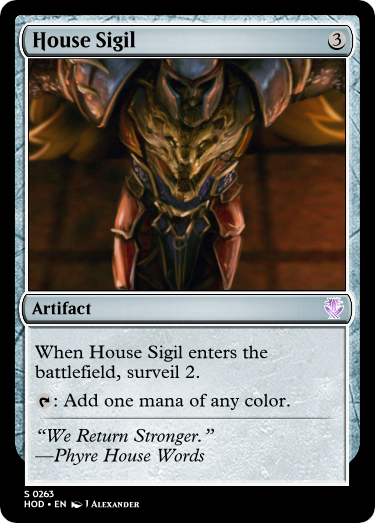 House Sigil
3
Artifact
When House Sigil enters the
battlefield, surveil 2.
: Add one mana of any color.
“We Return Stronger.”
—Phyre House Words
S 0263
HOD • EN J Alexander